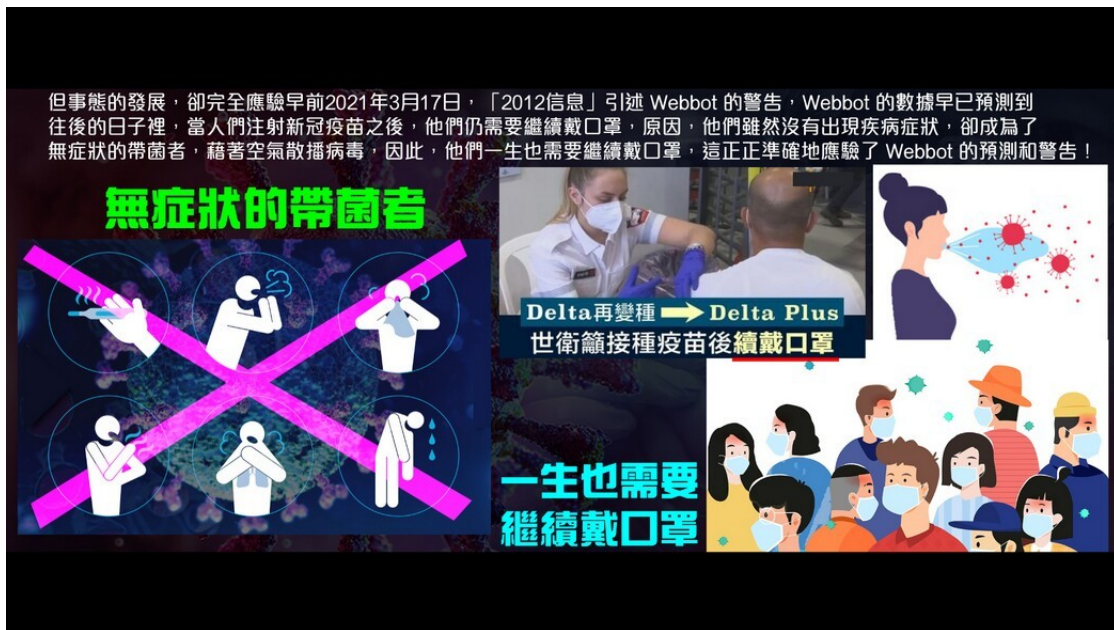 但事態的發展，卻完全應驗早前2021年3月17日，「2012信息」引述 Webbot 的警告，Webbot 的數據早已預測到
往後的日子裡，當人們注射新冠疫苗之後，他們仍需要繼續戴口罩，原因，他們雖然沒有出現疾病症狀，卻成為了
無症狀的帶菌者，藉著空氣散播病毒，因此，他們一生也需要繼續戴口罩，這正正準確地應驗了 Webbot 的預測和警告！
無症狀的帶菌者
Delta再變種 Delta Plus
世衛籲接種疫苗後續戴口罩
一生也需要
繼續戴口罩